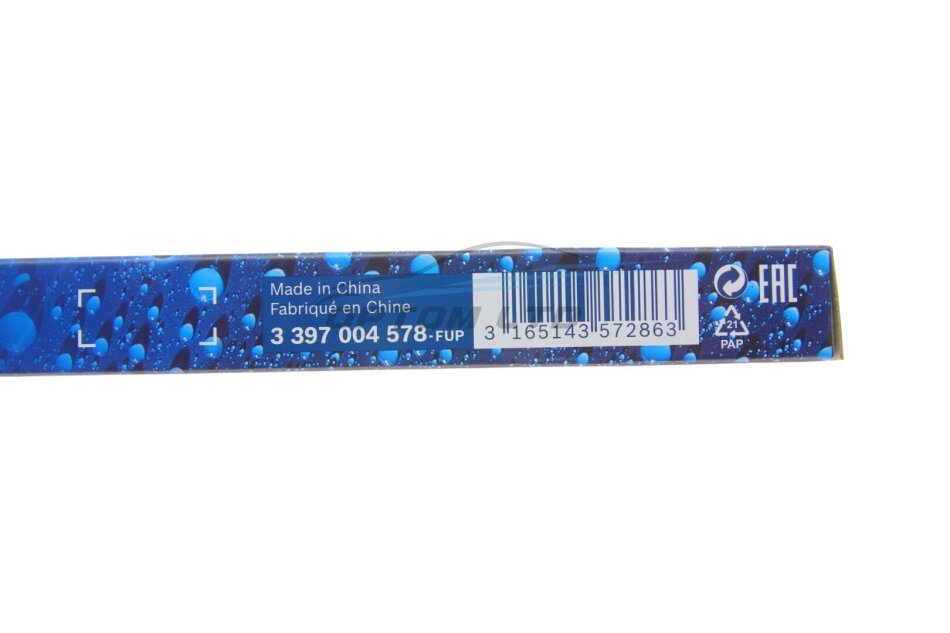 Made in China
Fabriqué en Chine
3 397 004 578-FUP
3 165143 572863
EAC
21
PAP